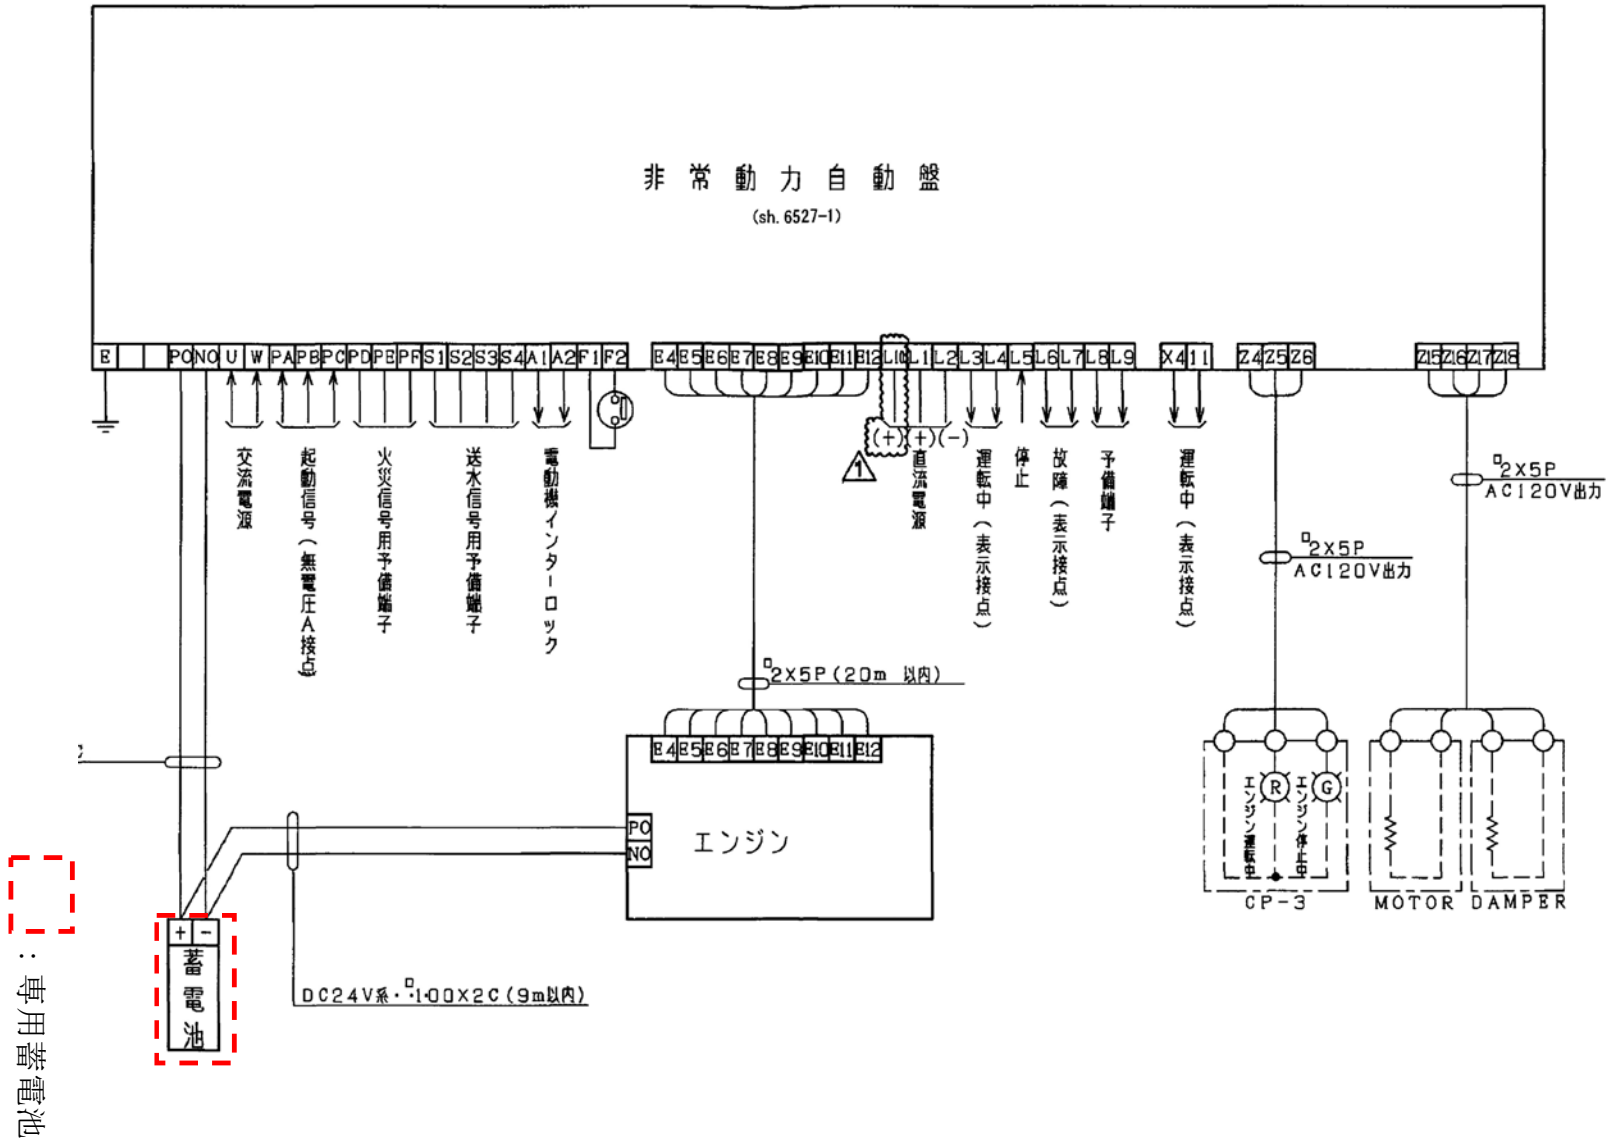 非常動力自動盤
(sh.6527-1)
E PO NO U W PA PB PC PD PE PF S1 S2 S3 S4 A1 A2 F1 F2
E4 E5 E6 E7 E8 E9 E10 E11 E12 L10 L1 L2 L3 L4 L5 L6 L7 L8 L9
X4 11
Z4 Z5 Z6
Z15 Z16 Z17 Z18
交流電源
起動信号(無電圧A接点)
火災信号用予備端子
送水信号用予備端子
電動機インターロック
(+)(+)(-)
1
直流電源
運転中(表示接点)
停止
故障(表示接点)
予備端子
運転中(表示接点)
□2X5P
AC120V出力
□2X5P
AC120V出力
□2X5P(20m 以内)
E4 E5 E6 E7 E8 E9 E10 E11 E12
PO
NO
エンジン
R
エンジン運転中
G
エンジン停止中
CP-3
MOTOR
DAMPER
+ -
蓄電池
DC24V系・□100X2C(9m以内)
:専用蓄電池